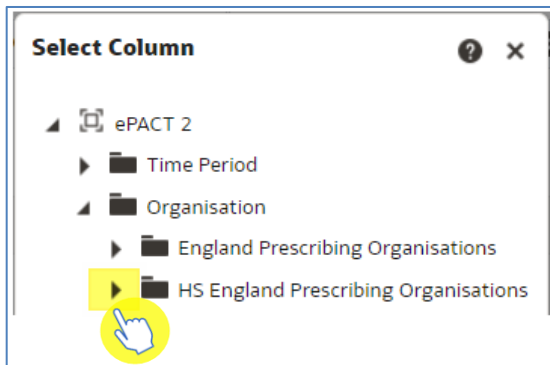 Select Column
ePACT 2
Time Period
Organisation
England Prescribing Organisations
HS England Prescribing Organisations